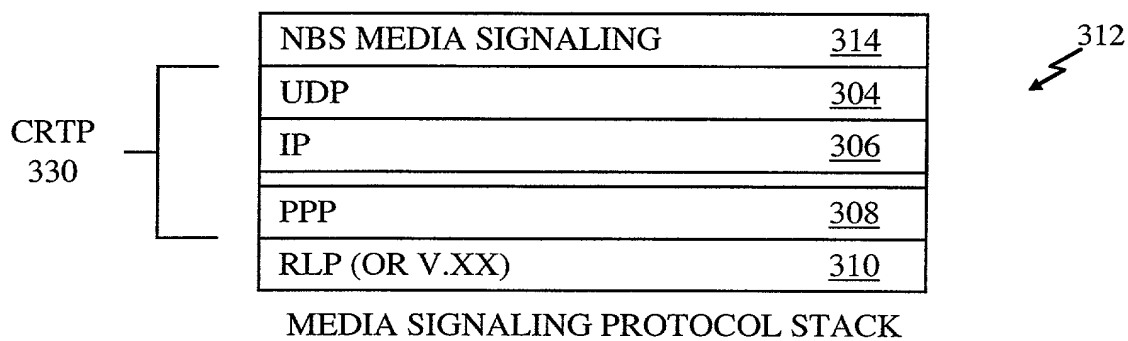 NBS MEDIA SIGNALING 314
312
UDP 304
CRTP
330
IP 306
PPP 308
RLP (OR V.XX) 310
MEDIA SIGNALING PROTOCOL STACK